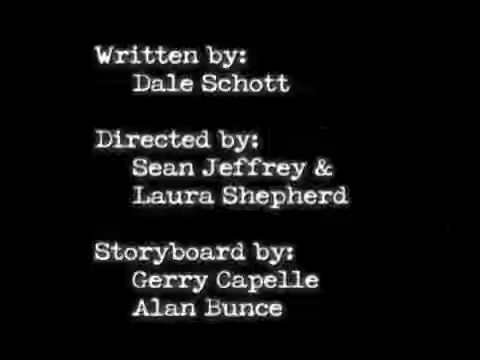 Written by:
Dale Schott
Directed by:
Sean Jeffrey &
Laura Shepherd
Storyboard by:
Gerry Capelle
Alan Bunce